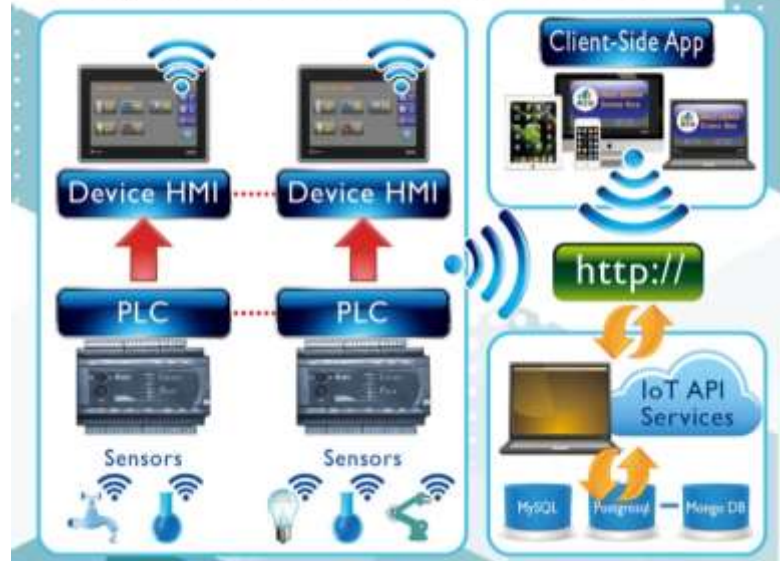 Device HMI
Device HMI
PLC
PLC
Sensors
Sensors
Client-Side App
http://
IoT API
Services
MySQL
Postgresql
Mongo DB